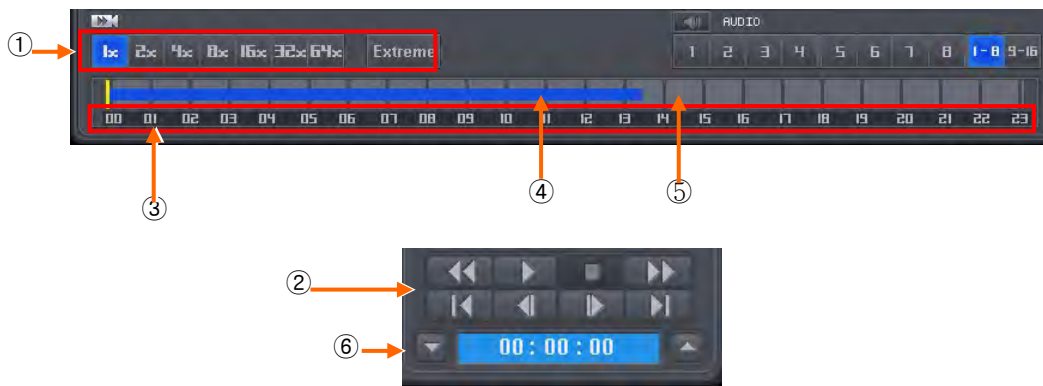 AUDIO
① 1x 2x 4x 8x 16x 32x 64x Extreme 1 2 3 4 5 6 7 8 1-8 9-16
00 01 02 03 04 05 06 07 08 09 10 11 12 13 14 15 16 17 18 19 20 21 22 23
③ ④ ⑤
②
⑥ 00:00:00